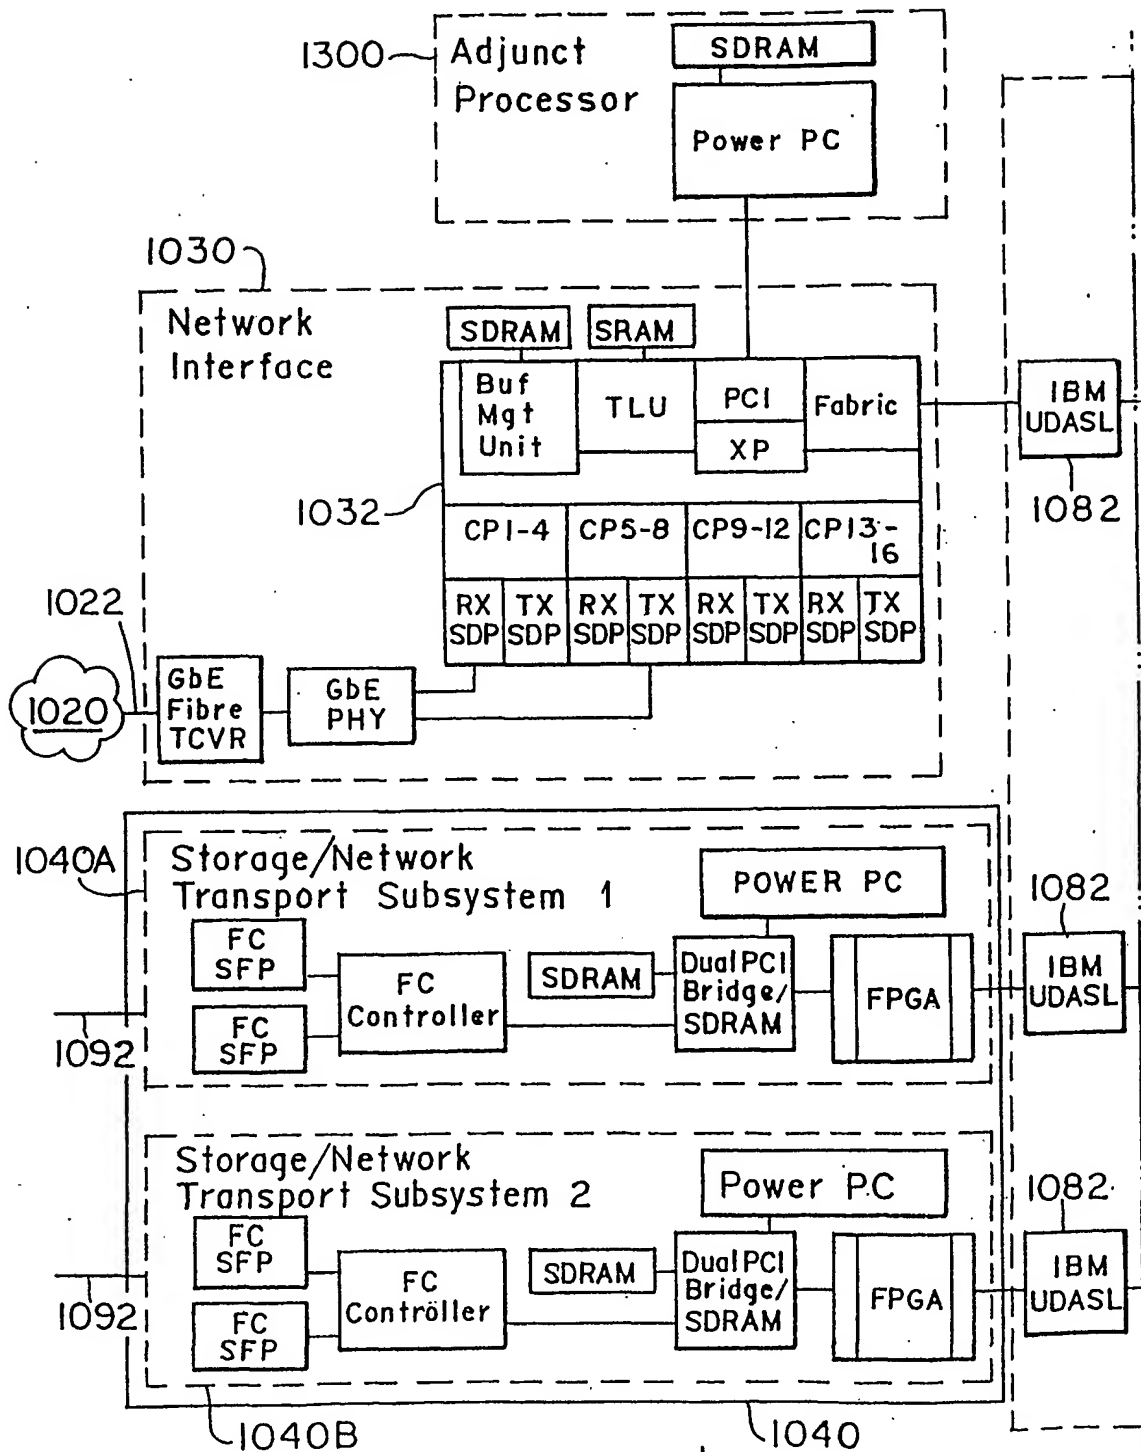 1300
Adjunct
Processor
SDRAM
Power PC
1030
Network
Interface
SDRAM
SRAM
Buf
Mgt
Unit
TLU
PCI
XP
Fabric
IBM
UDASL
1082
1032
CP1-4
CP5-8
CP9-12
CP13-
16
RX
SDP
TX
SDP
RX
SDP
TX
SDP
RX
SDP
TX
SDP
RX
SDP
TX
SDP
1022
1020
GbE
Fibre
TCVR
GbE
PHY
1040A
Storage/Network
Transport Subsystem 1
POWER PC
FC
SFP
FC
SFP
FC
Controller
SDRAM
Dual PCI
Bridge/
SDRAM
FPGA
1082
IBM
UDASL
1092
Storage/Network
Transport Subsystem 2
Power PC
FC
SFP
FC
SFP
FC
Controller
SDRAM
Dual PCI
Bridge/
SDRAM
FPGA
1082
IBM
UDASL
1092
1040B
1040